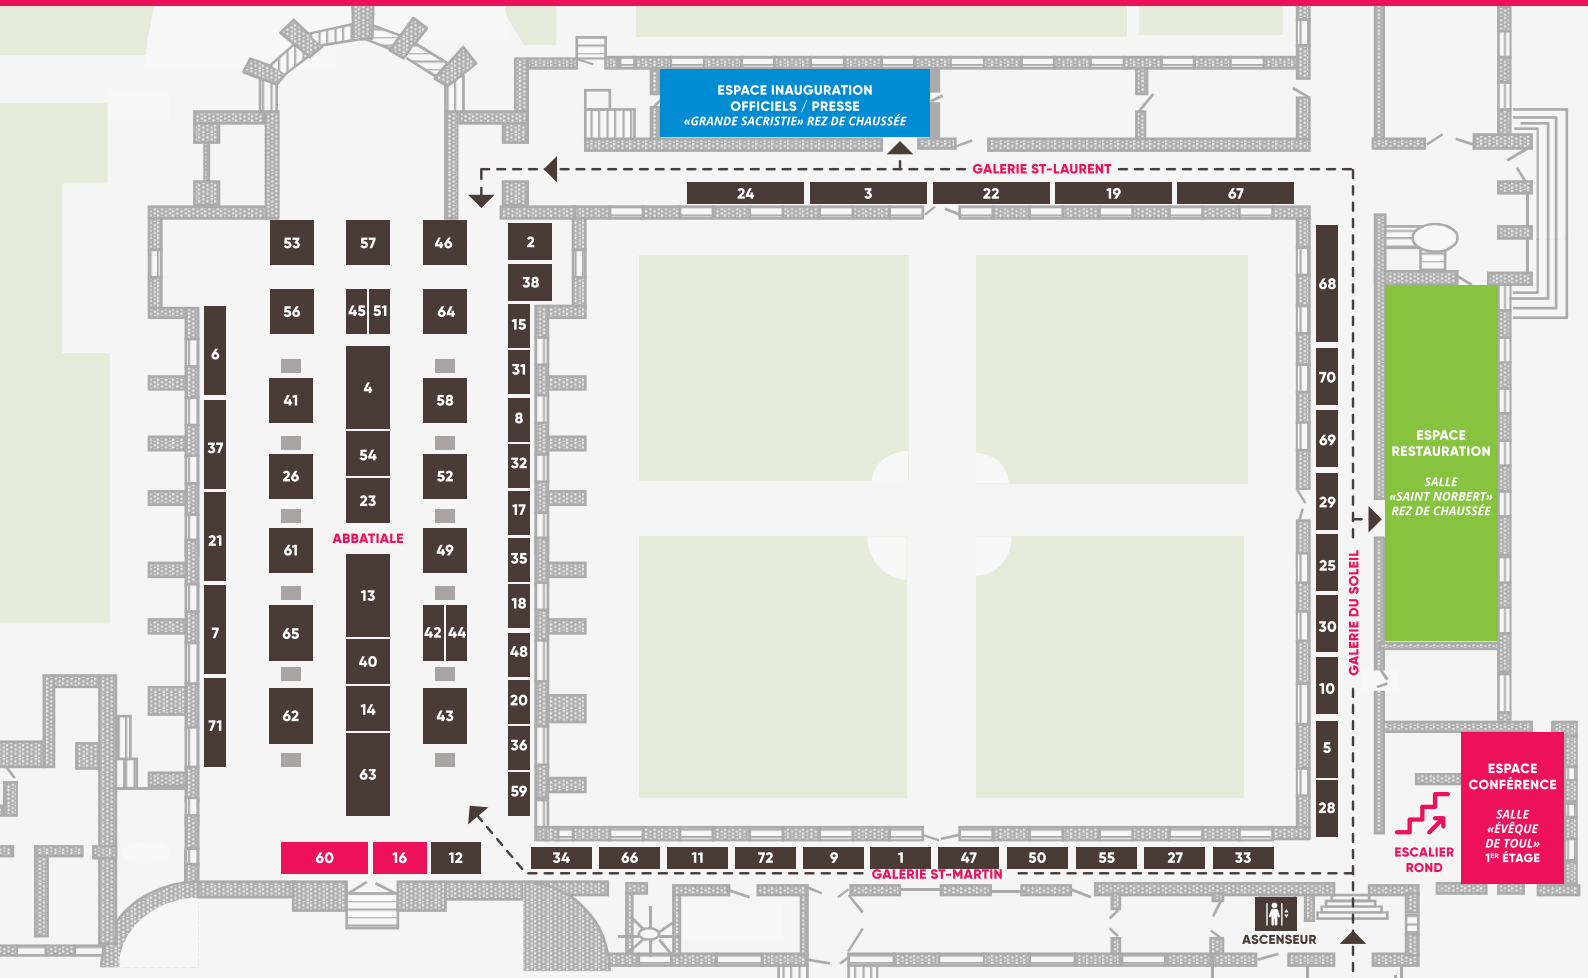 ESPACE INAUGURATION
OFFICIELS / PRESSE
«GRANDE SACRISTIE» REZ DE CHAUSSÉE
GALERIE ST-LAURENT
24 3 22 19 67
53 57 46 2
38
56 45 51 64
15
31
6
4
41 58
8
37
54
32
26 52
23
17
ABBATIALE
21
61 49
35
13
18
7
65 42 44
48
40
20
62 14 43
71
36
63
59
60 16 12
68
70
69
29
25
30
10
5
28
GALERIE DU SOLEIL
ESPACE
RESTAURATION
SALLE
«SAINT NORBERT»
REZ DE CHAUSSÉE
ESPACE
CONFÉRENCE
SALLE
«ÉVÊQUE
DE TOUL»
1ER ÉTAGE
ESCALIER
ROND
34 66 11 72 9 1 47 50 55 27 33
GALERIE ST-MARTIN
ASCENSEUR